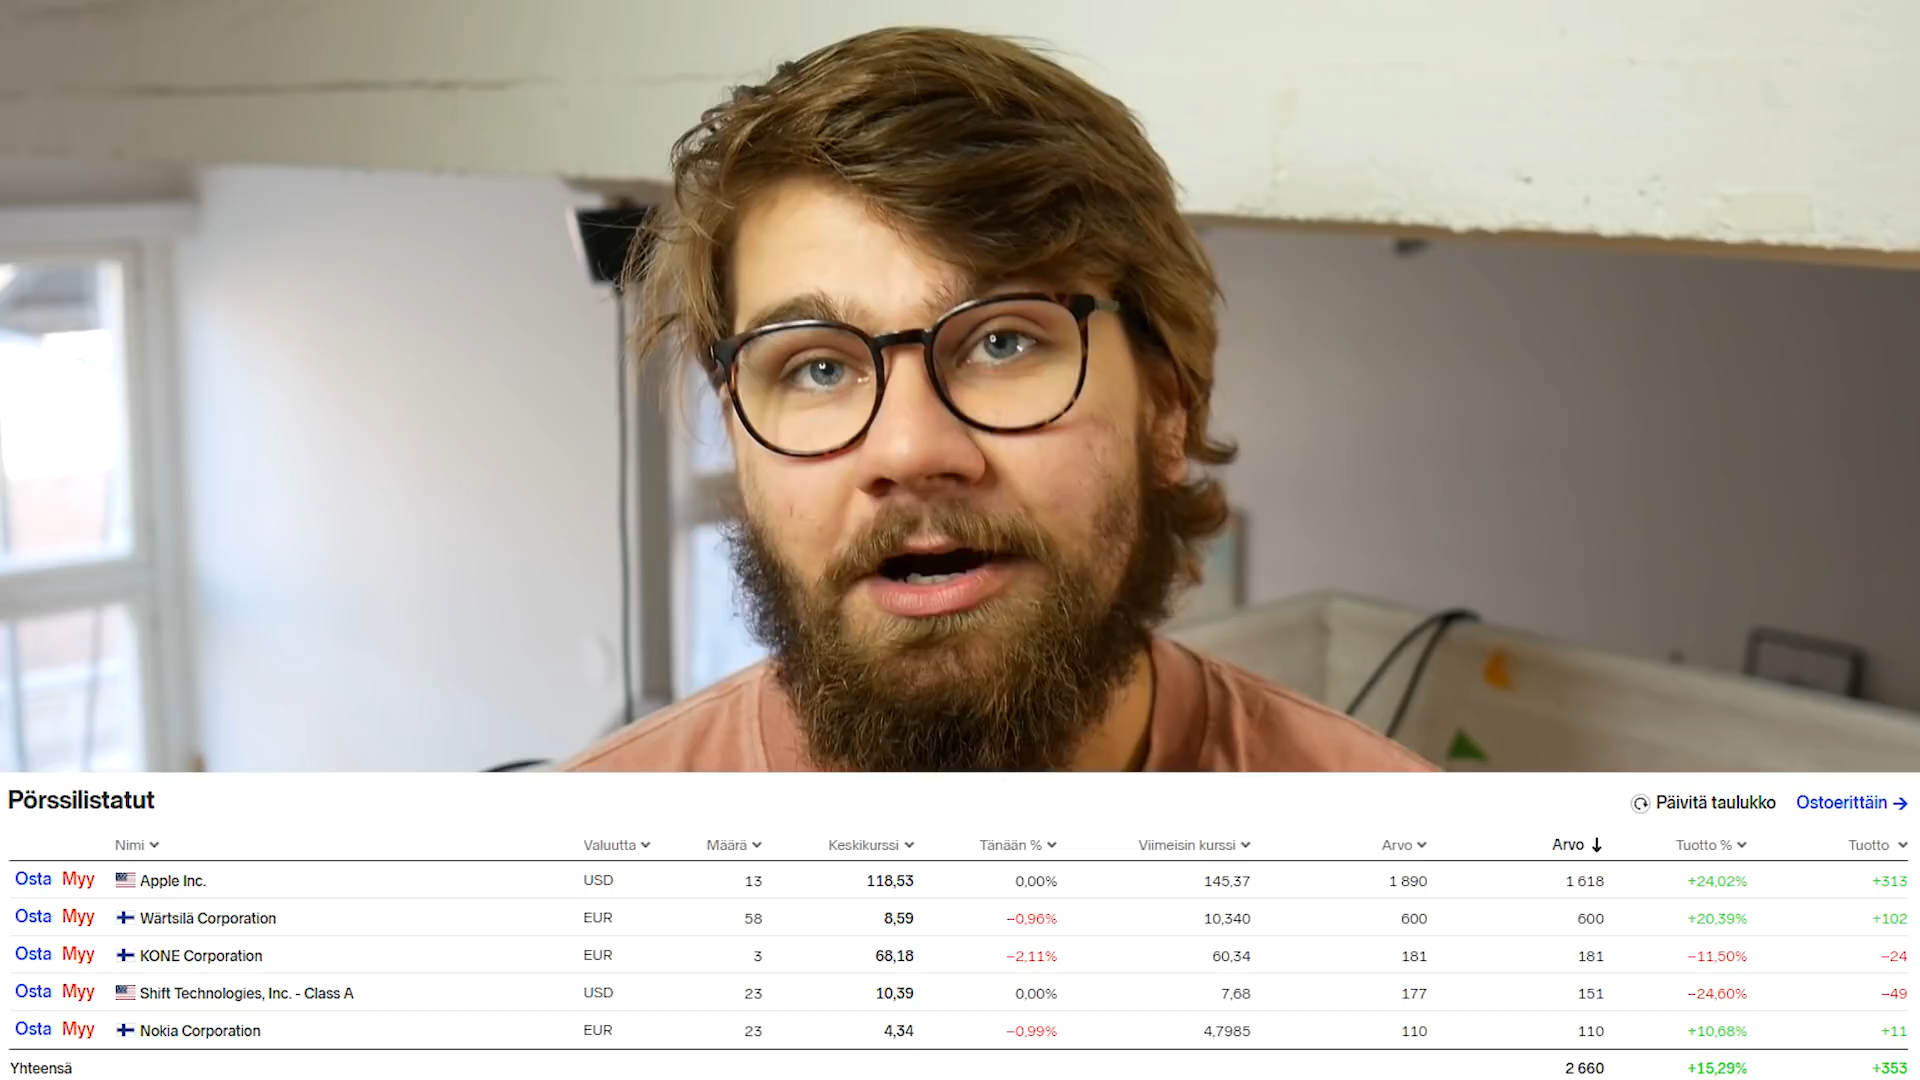 Pörssilistatut
Päivitä taulukko Ostoerittäin →
Nimi Valuutta Määrä Keskikurssi Tänään % Viimeisin kurssi Arvo Arvo ↓ Tuotto % Tuotto
Osta Myy Apple Inc. USD 13 118,53 0,00% 145,37 1 890 1 618 +24,02% +313
Osta Myy Wärtsilä Corporation EUR 58 8,59 −0,96% 10,340 600 600 +20,39% +102
Osta Myy KONE Corporation EUR 3 68,18 −2,11% 60,34 181 181 −11,50% −24
Osta Myy Shift Technologies, Inc. - Class A USD 23 10,39 0,00% 7,68 177 151 −24,60% −49
Osta Myy Nokia Corporation EUR 23 4,34 −0,99% 4,7985 110 110 +10,68% +11
Yhteensä 2 660 +15,29% +353